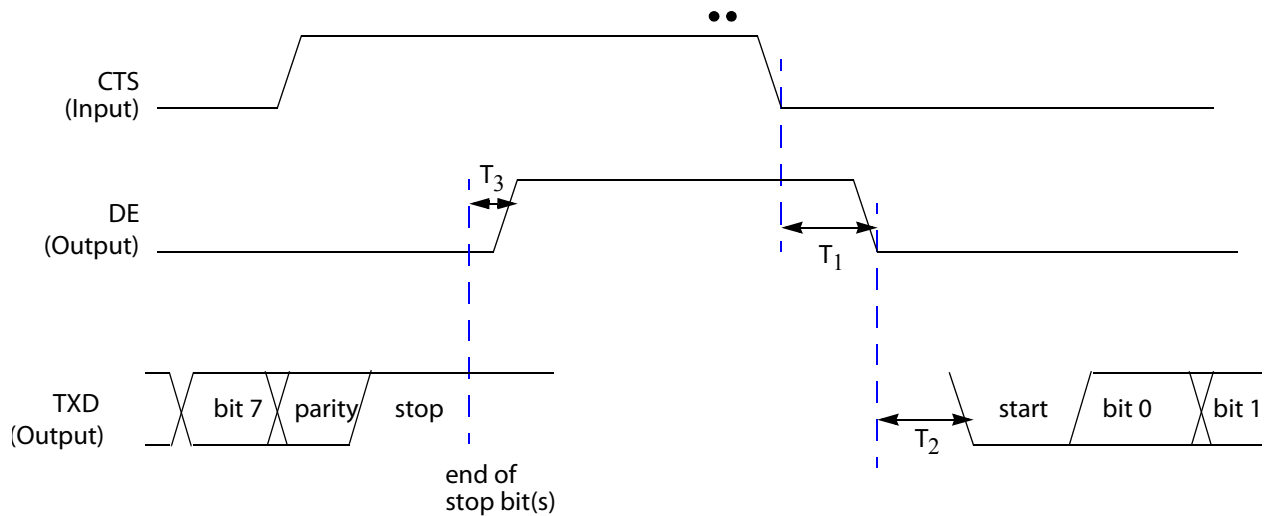 CTS
(Input)
DE
(Output)
T3
T1
TXD
(Output)
bit 7
parity
stop
T2
start
bit 0
bit 1
end of
stop bit(s)